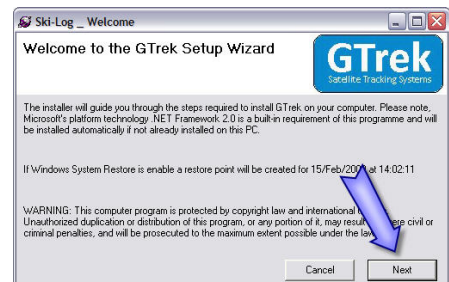 Ski-Log _ Welcome
Welcome to the GTrek Setup Wizard
GTrek
Satellite Tracking Systems
The installer will guide you through the steps required to install GTrek on your computer. Please note,
Microsoft's platform technology .NET Framework 2.0 is a built-in requirement of this programme and will
be installed automatically if not already installed on this PC.
If Windows System Restore is enable a restore point will be created for 15/Feb/200 at 14:02:11
WARNING: This computer program is protected by copyright law and international
Unauthorized duplication or distribution of this program, or any portion of it, may result ere civil or
criminal penalties, and will be prosecuted to the maximum extent possible under the law
Cancel
Next